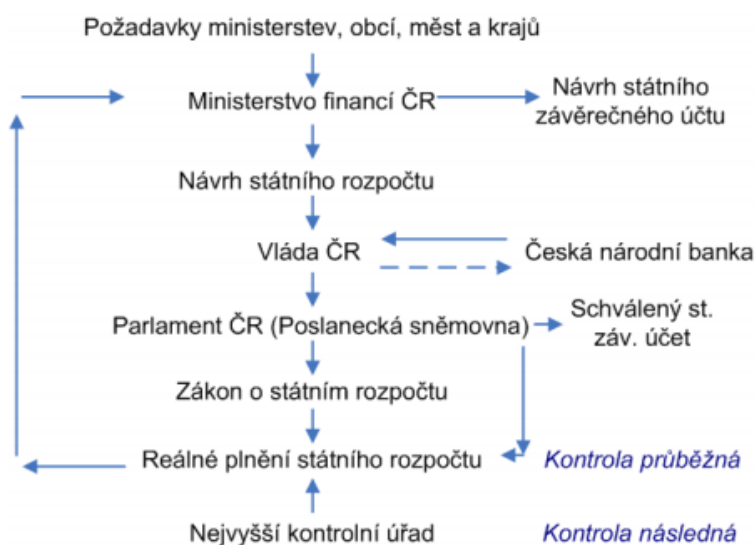 Požadavky ministerstev, obcí, měst a krajů
Ministerstvo financí ČR
Návrh státního
závěrečného účtu
Návrh státního rozpočtu
Vláda ČR
Česká národní banka
Parlament ČR (Poslanecká sněmovna)
Schválený st.
záv. účet
Zákon o státním rozpočtu
Reálné plnění státního rozpočtu
Kontrola průběžná
Nejvyšší kontrolní úřad
Kontrola následná